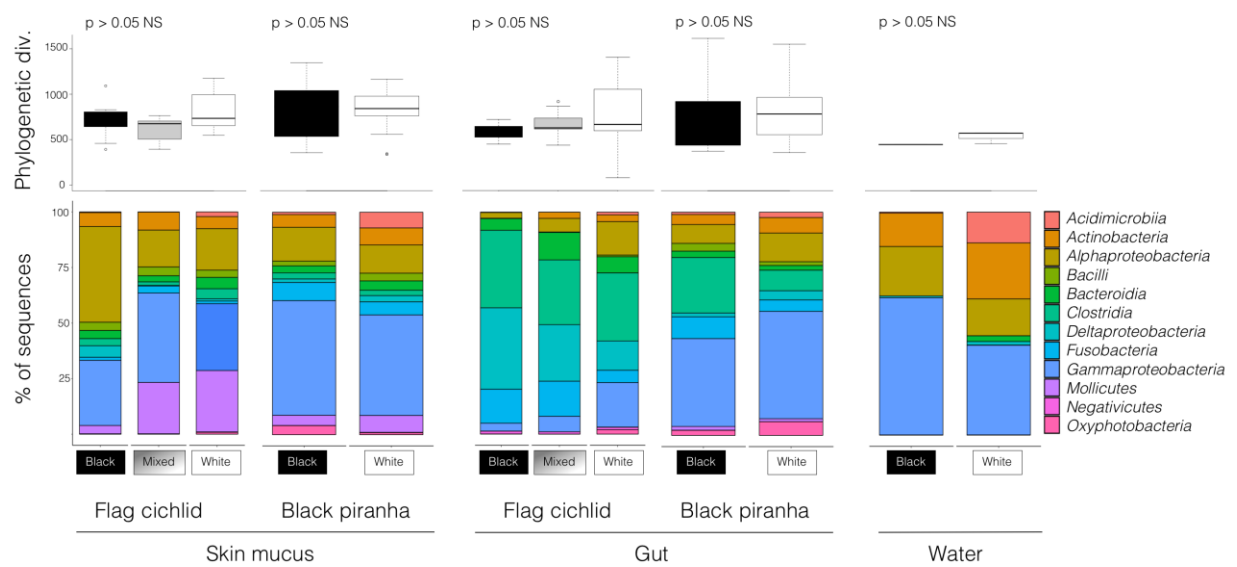 p > 0.05 NS
p > 0.05 NS
p > 0.05 NS
p > 0.05 NS
p > 0.05 NS
Phylogenetic div.
1500
1000
500
0
% of sequences
100
75
50
25
Acidimicrobiia
Actinobacteria
Alphaproteobacteria
Bacilli
Bacteroidia
Clostridia
Deltaproteobacteria
Fusobacteria
Gammaproteobacteria
Mollicutes
Negativicutes
Oxyphotobacteria
Black Mixed White Black White Black Mixed White Black White Black White
Flag cichlid Black piranha Flag cichlid Black piranha
Skin mucus Gut Water